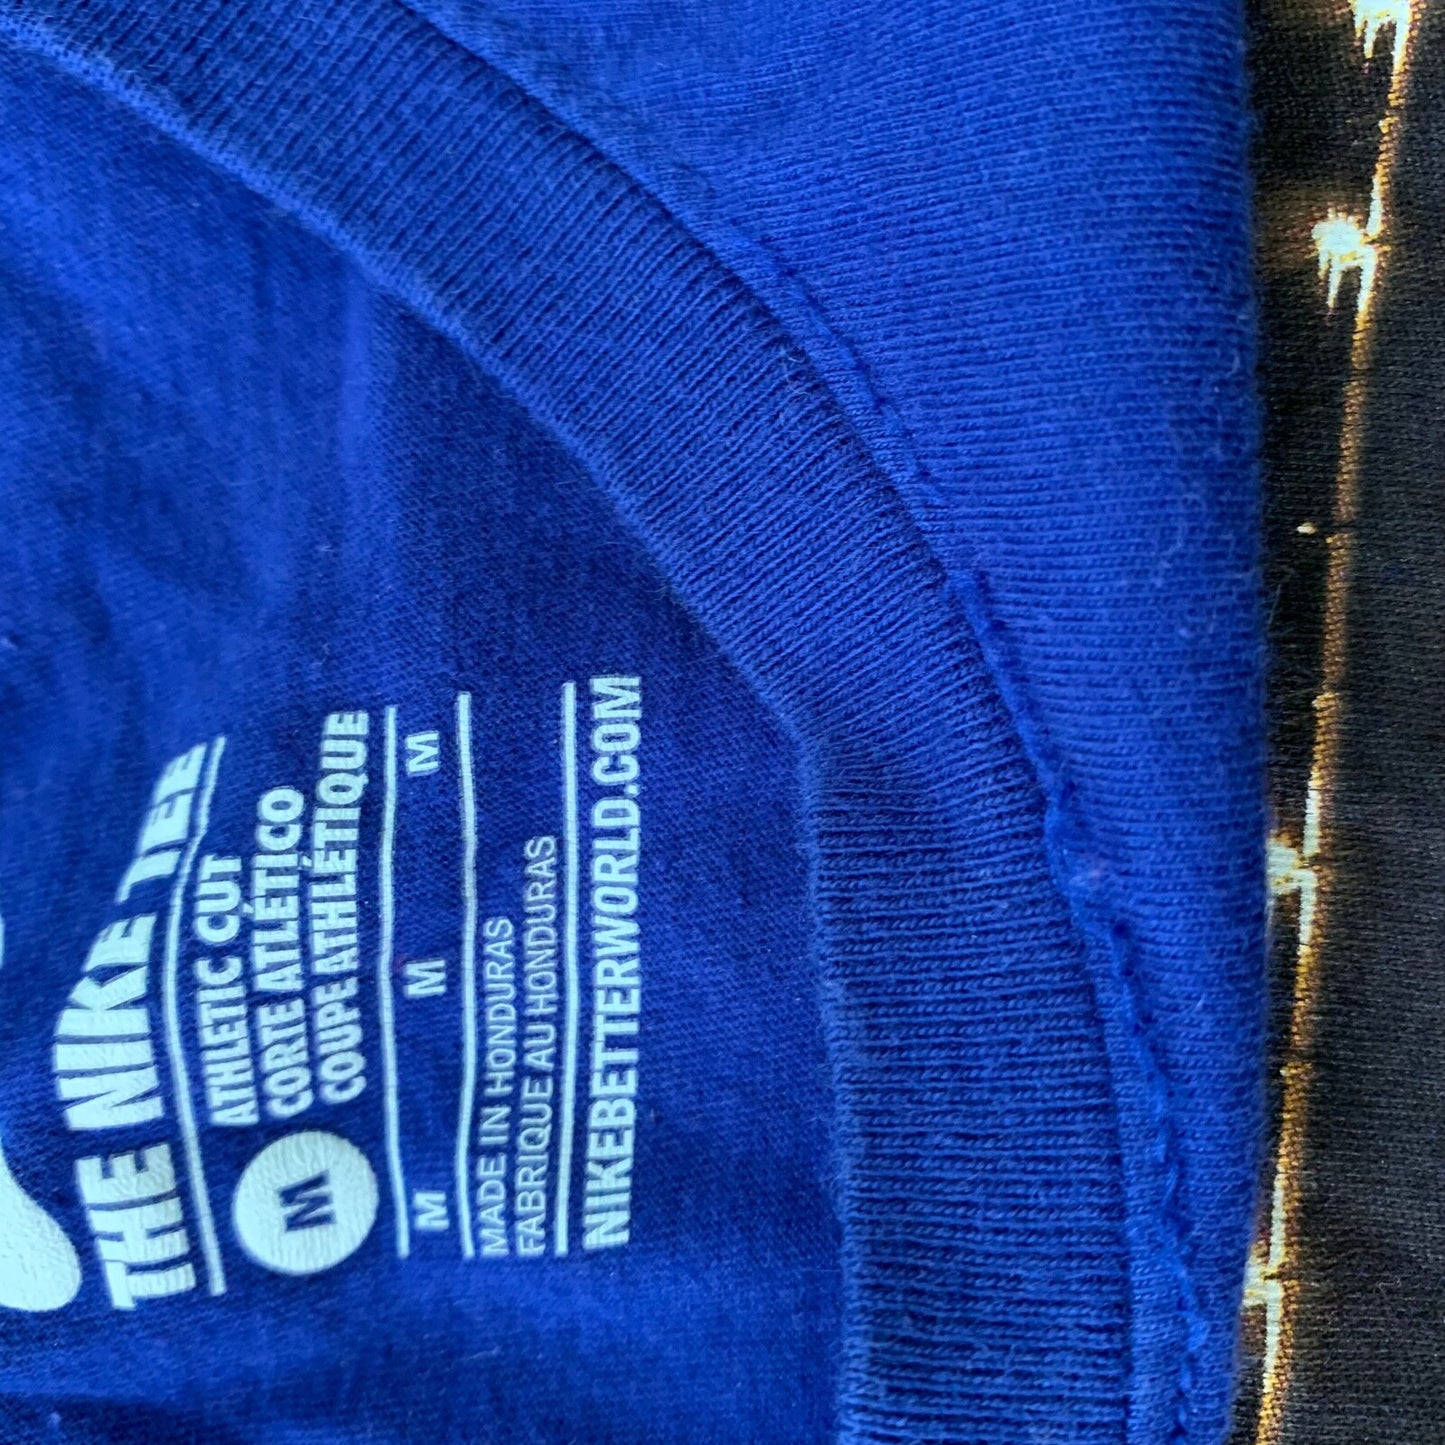 THE NIKE TEE
ATHLETIC CUT
CORTE ATLÉTICO
COUPE ATHLÉTIQUE
M
M M M
MADE IN HONDURAS
FABRIQUE AU HONDURAS
NIKEBETTERWORLD.COM